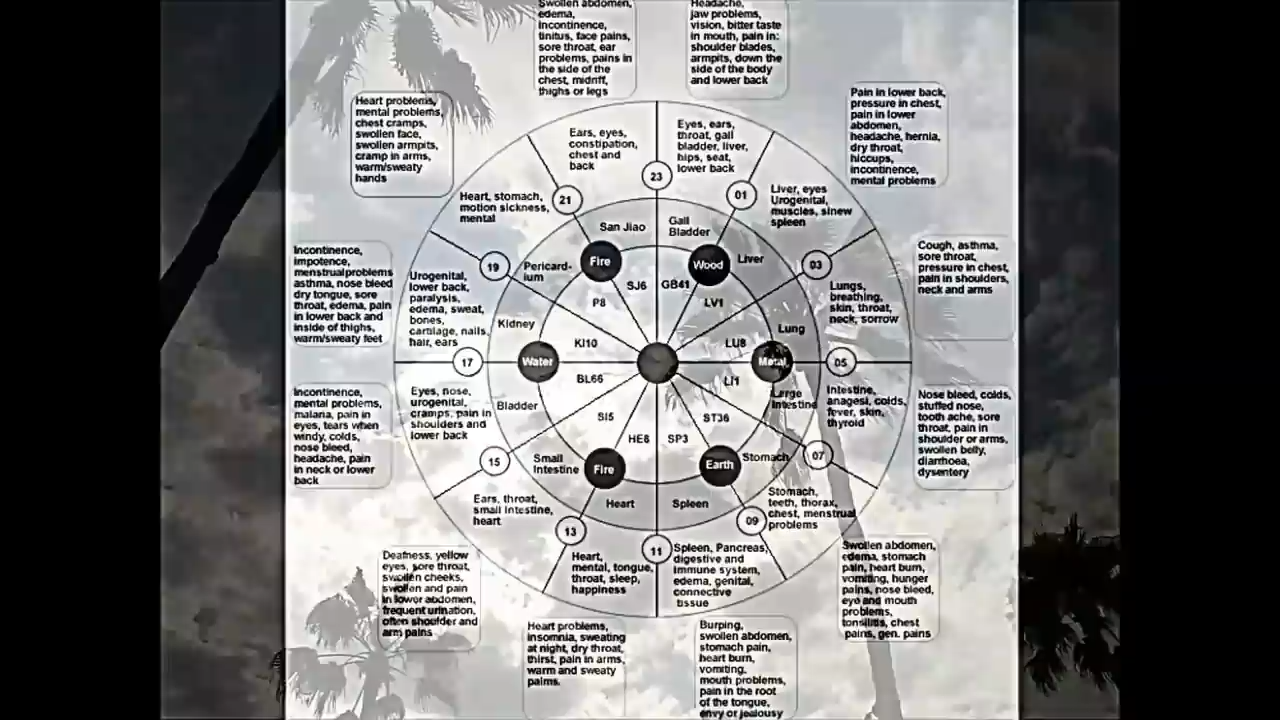 Swollen abdomen,
edema,
incontinence,
tinitus, face pains,
sore throat, ear
problems, pains in
the side of the
chest, midriff,
thighs or legs
Headache,
jaw problems,
vision, bitter taste
in mouth, pain in:
shoulder blades,
armpits, down the
side of the body
and lower back
Heart problems,
mental problems,
chest cramps,
swollen face,
swollen armpits,
cramp in arms,
warm/sweaty
hands
Pain in lower back,
pressure in chest,
pain in lower
abdomen,
headache, hernia,
dry throat,
hiccups,
incontinence,
mental problems
Ears, eyes,
constipation,
chest and
back
Eyes, ears,
throat, gall
bladder, liver,
hips, seat,
lower back
23
01
21
Heart, stomach,
motion sickness,
mental
Liver, eyes
Urogenital,
muscles, sinew
spleen
San Jiao
Gall
Bladder
Fire
Wood
Liver
19
Pericard-
ium
03
Incontinence,
impotence,
menstrualproblems
asthma, nose bleed
dry tongue, sore
throat, edema, pain
in lower back and
inside of thighs,
warm/sweaty feet
Urogenital,
lower back,
paralysis,
edema, sweat,
bones,
cartilage, nails,
hair, ears
SJ6
GB41
P8
LV1
Lungs,
breathing,
skin, throat,
neck, sorrow
Cough, asthma,
sore throat,
pressure in chest,
pain in shoulders,
neck and arms
Kidney
KI10
LU8
Lung
17
Water
Metal
05
Incontinence,
mental problems,
malaria, pain in
eyes, tears when
windy, colds,
nose bleed,
headache, pain
in neck or lower
back
Eyes, nose,
urogenital,
cramps, pain in
shoulders and
lower back
Bladder
BL66
LI1
Large
Intestine
Intestine,
anagesi, colds,
fever, skin,
thyroid
Nose bleed, colds,
stuffed nose,
tooth ache, sore
throat, pain in
shoulder or arms,
swollen belly,
diarrhoea,
dysentery
SI5
HE8
SP3
ST36
15
Small
Intestine
Fire
Earth
Stomach
07
Ears, throat,
small intestine,
heart
Heart
Spleen
Stomach,
teeth, thorax,
chest, menstrual
problems
13
11
09
Deafness, yellow
eyes, sore throat,
swollen cheeks,
swollen and pain
in lower abdomen,
frequent urination,
often shoulder and
arm pains
Heart,
mental, tongue,
throat, sleep,
happiness
Spleen, Pancreas,
digestive and
immune system,
edema, genital,
connective
tissue
Swollen abdomen,
edema, stomach
pain, heart burn,
vomiting, hunger
pains, nose bleed,
eye and mouth
problems,
tonsilitis, chest
pains, gen. pains
Heart problems,
insomnia, sweating
at night, dry throat,
thirst, pain in arms,
warm and sweaty
palms.
Burping,
swollen abdomen,
stomach pain,
heart burn,
vomiting.
mouth problems,
pain in the root
of the tongue,
envy or jealousy